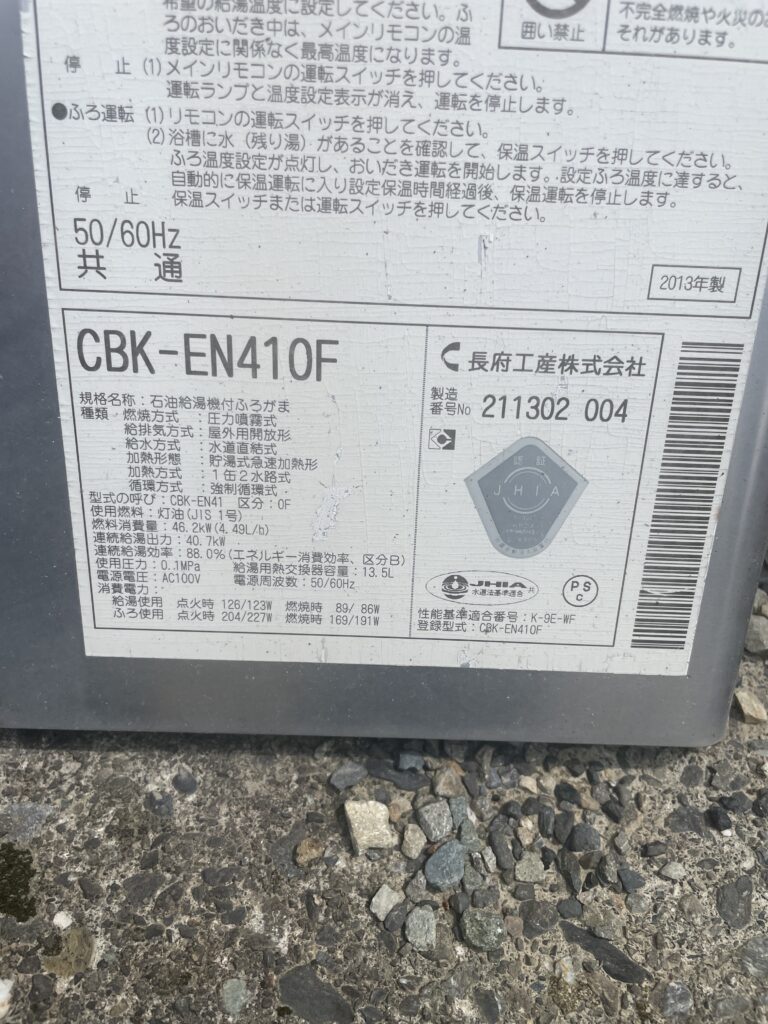 希望の給湯温度に設定してください。ふ
ろのおいだき中は、メインリモコンの温
度設定に関係なく最高温度になります。
停 止 (1)メインリモコンの運転スイッチを押してください。
運転ランプと温度設定表示が消え、運転を停止します。
●ふろ運転 (1)リモコンの運転スイッチを押してください。
(2)浴槽に水（残り湯）があることを確認して、保温スイッチを押してください。
ふろ温度設定が点灯し、おいだき運転を開始します。設定ふろ温度に達すると、
自動的に保温運転に入り設定保温時間経過後、保温運転を停止します。
停 止 保温スイッチまたは運転スイッチを押してください。
囲い禁止
不完全燃焼や火災の
それがあります。
50/60Hz
共 通
2013年製
CBK-EN410F
規格名称：石油給湯機付ふろがま
種類：燃焼方式：圧力噴霧式
給排気方式：屋外用開放形
給水方式：水道直結式
加熱形態：貯湯式急速加熱形
加熱方式：1缶2水路式
循環方式：強制循環式
型式の呼び：CBK-EN41 区分：0F
使用燃料：灯油(JIS 1号)
燃料消費量：46.2kW(4.49L/h)
連続給湯出力：40.7kW
連続給湯効率：88.0%(エネルギー消費効率、区分B)
使用圧力：0.1MPa 給湯用熱交換器容量：13.5L
電源電圧：AC100V 電源周波数：50/60Hz
消費電力：
給湯使用 点火時 126/123W 燃焼時 89/ 86W
ふろ使用 点火時 204/227W 燃焼時 169/191W
長府工産株式会社
製造
番号No 211302 004
認証
JHIA
JHIA 共
水道法基準適合
PS
C
性能基準適合番号：K-9E-WF
登録型式：CBK-EN410F